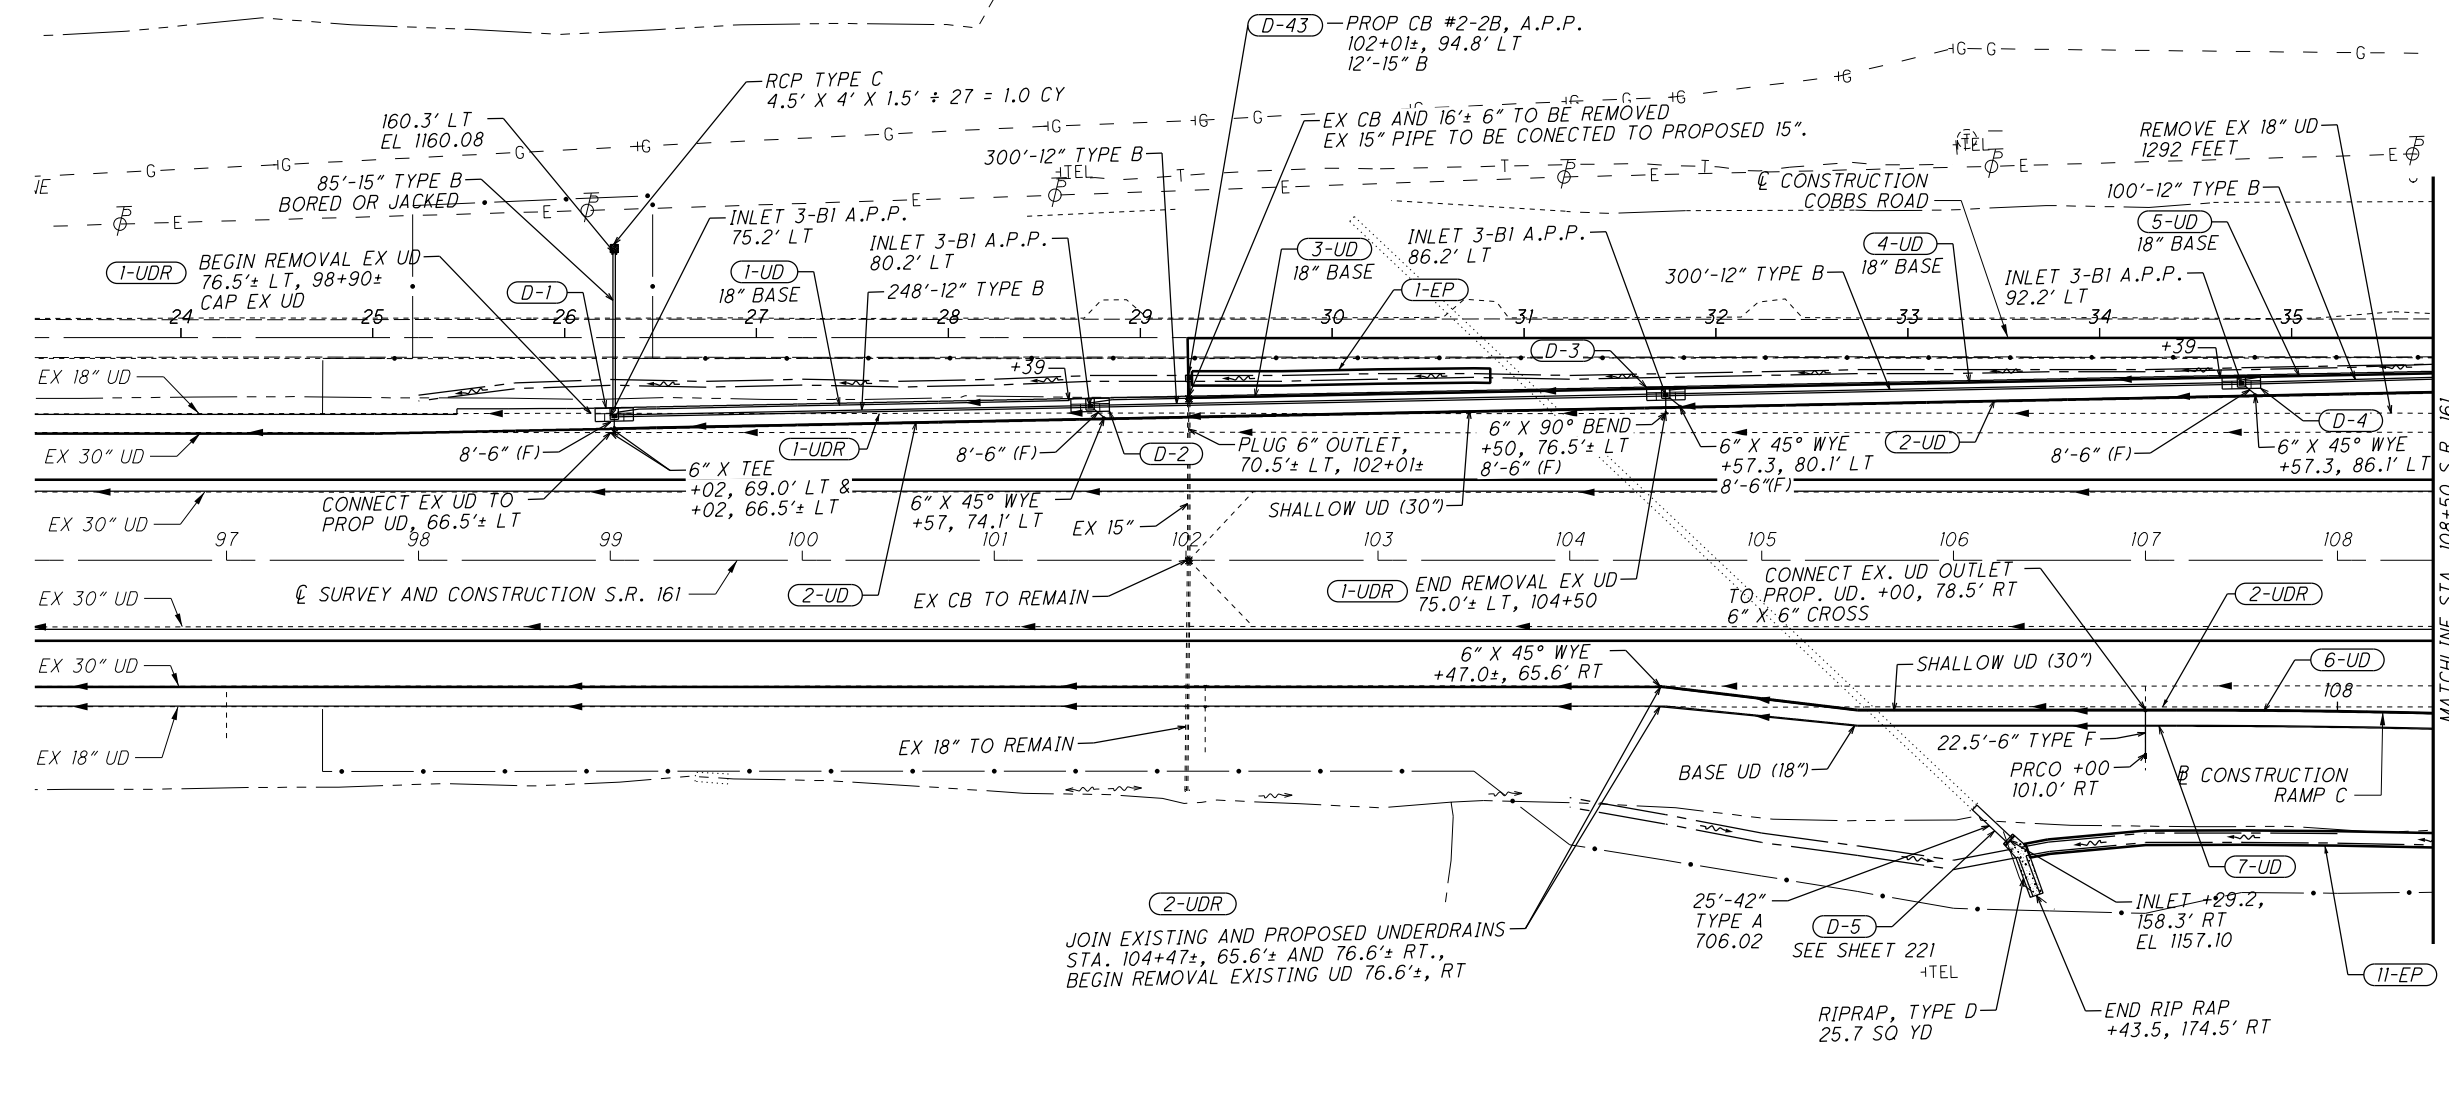 D-43
PROP CB #2-2B, A.P.P.
102+01±, 94.8' LT
12'-15" B
RCP TYPE C
4.5' X 4' X 1.5' ÷ 27 = 1.0 CY
160.3' LT
EL 1160.08
EX CB AND 16'± 6" TO BE REMOVED
EX 15" PIPE TO BE CONECTED TO PROPOSED 15".
300'-12" TYPE B
+TEL
+TEL
REMOVE EX 18" UD
1292 FEET
85'-15" TYPE B
BORED OR JACKED
℄ CONSTRUCTION
COBBS ROAD
100'-12" TYPE B
INLET 3-B1 A.P.P.
75.2' LT
INLET 3-B1 A.P.P.
80.2' LT
3-UD
18" BASE
INLET 3-B1 A.P.P.
86.2' LT
4-UD
18" BASE
5-UD
18" BASE
1-UDR
BEGIN REMOVAL EX UD
76.5'± LT, 98+90±
CAP EX UD
D-1
1-UD
18" BASE
248'-12" TYPE B
1-EP
300'-12" TYPE B
INLET 3-B1 A.P.P.
92.2' LT
24 25 26 27 28 29 30 31 32 33 34 35
D-3
+39
+39
EX 18" UD
EX 30" UD
8'-6" (F)
1-UDR
8'-6" (F)
D-2
PLUG 6" OUTLET,
70.5'± LT, 102+01±
6" X 90° BEND
+50, 76.5'± LT
8'-6" (F)
6" X 45° WYE
+57.3, 80.1' LT
8'-6"(F)
2-UD
8'-6" (F)
D-4
6" X 45° WYE
+57.3, 86.1' LT
6" X TEE
+02, 69.0' LT &
+02, 66.5'± LT
CONNECT EX UD TO
PROP UD, 66.5'± LT
6" X 45° WYE
+57, 74.1' LT
EX 15"
SHALLOW UD (30")
EX 30" UD
97 98 99 100 101 102 103 104 105 106 107 108
MATCHLINE STA. 108+50 S.R. 161
℄ SURVEY AND CONSTRUCTION S.R. 161
2-UD
EX CB TO REMAIN
1-UDR
END REMOVAL EX UD
75.0'± LT, 104+50
CONNECT EX. UD OUTLET
TO PROP. UD. +00, 78.5' RT
6" X 6" CROSS
2-UDR
EX 30" UD
EX 30" UD
6" X 45° WYE
+47.0±, 65.6' RT
SHALLOW UD (30")
6-UD
108
EX 18" UD
EX 18" TO REMAIN
BASE UD (18")
22.5'-6" TYPE F
PRCO +00
101.0' RT
CONSTRUCTION
RAMP C
2-UDR
JOIN EXISTING AND PROPOSED UNDERDRAINS
STA. 104+47±, 65.6'± AND 76.6'± RT.,
BEGIN REMOVAL EXISTING UD 76.6'±, RT
25'-42"
TYPE A
706.02
D-5
SEE SHEET 221
+TEL
7-UD
INLET +29.2,
158.3' RT
EL 1157.10
11-EP
RIPRAP, TYPE D
25.7 SQ YD
END RIP RAP
+43.5, 174.5' RT